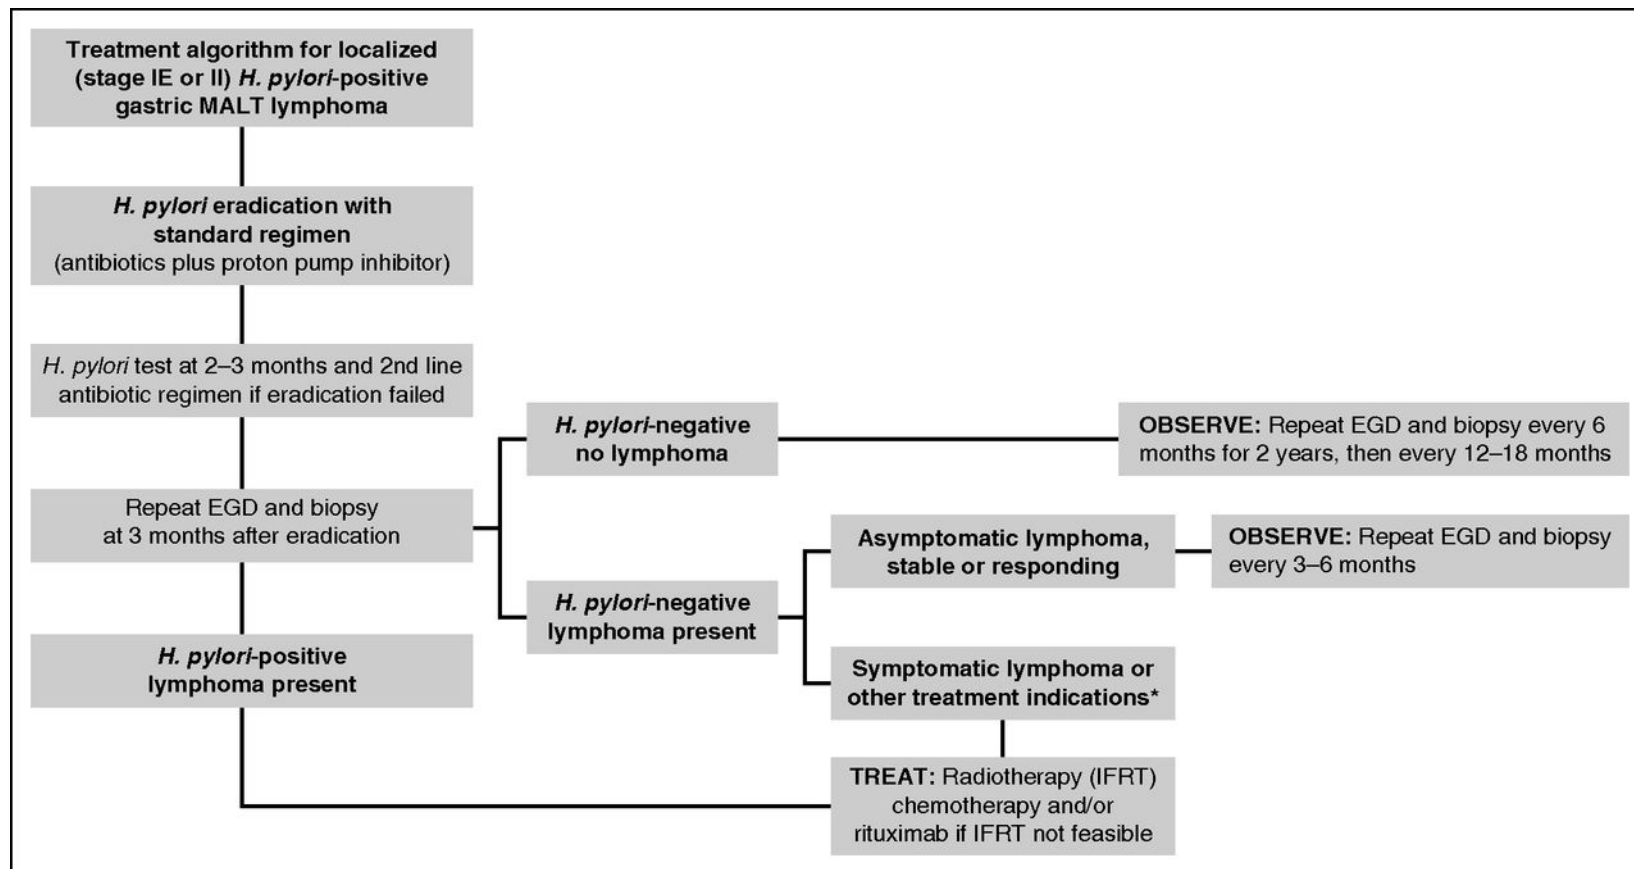 Treatment algorithm for localized
(stage IE or II) H. pylori-positive
gastric MALT lymphoma
H. pylori eradication with
standard regimen
(antibiotics plus proton pump inhibitor)
H. pylori test at 2–3 months and 2nd line
antibiotic regimen if eradication failed
Repeat EGD and biopsy
at 3 months after eradication
H. pylori-positive
lymphoma present
H. pylori-negative
no lymphoma
OBSERVE: Repeat EGD and biopsy every 6
months for 2 years, then every 12–18 months
H. pylori-negative
lymphoma present
Asymptomatic lymphoma,
stable or responding
OBSERVE: Repeat EGD and biopsy
every 3–6 months
Symptomatic lymphoma or
other treatment indications*
TREAT: Radiotherapy (IFRT)
chemotherapy and/or
rituximab if IFRT not feasible